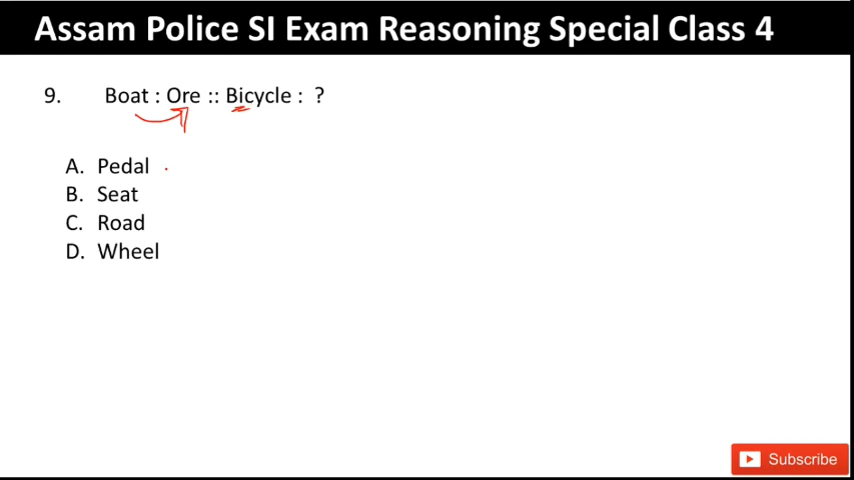 Assam Police SI Exam Reasoning Special Class 4
9. Boat : Ore :: Bicycle : ?
A. Pedal
B. Seat
C. Road
D. Wheel
Subscribe